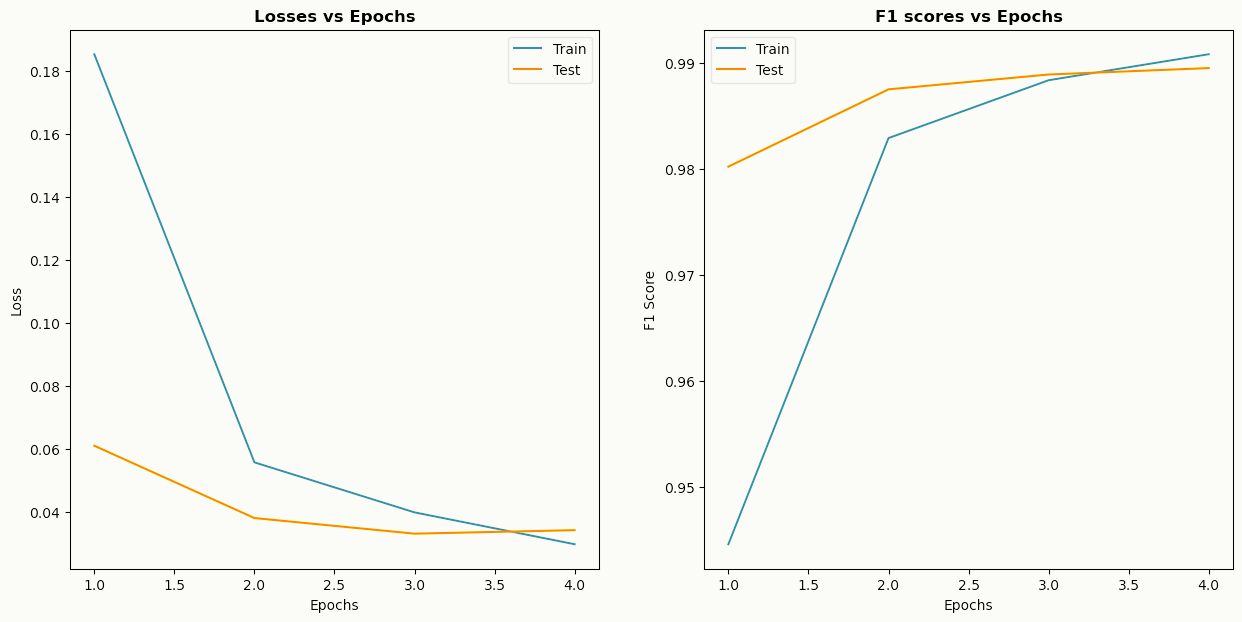 Losses vs Epochs
Train
Test
0.18
0.16
0.14
0.12
0.10
0.08
0.06
0.04
Loss
1.0 1.5 2.0 2.5 3.0 3.5 4.0
Epochs
F1 scores vs Epochs
Train
Test
0.99
0.98
0.97
0.96
0.95
F1 Score
1.0 1.5 2.0 2.5 3.0 3.5 4.0
Epochs